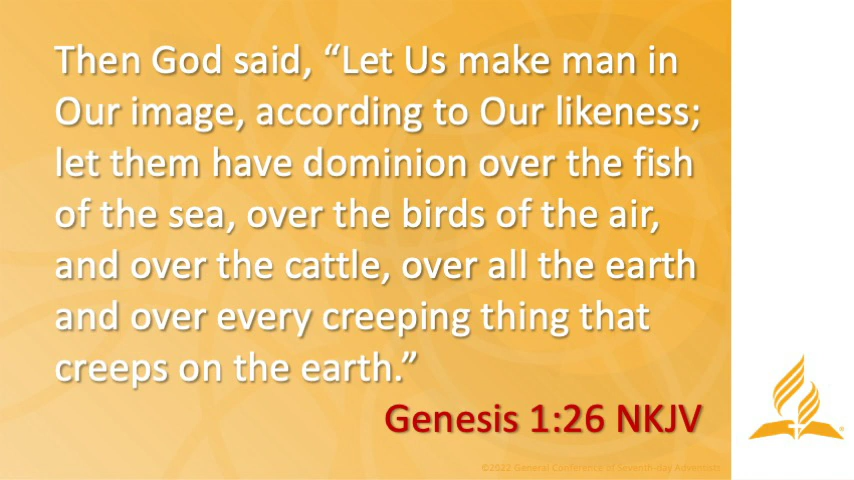 Then God said, “Let Us make man in
Our image, according to Our likeness;
let them have dominion over the fish
of the sea, over the birds of the air,
and over the cattle, over all the earth
and over every creeping thing that
creeps on the earth.”
Genesis 1:26 NKJV
©2022 General Conference of Seventh-day Adventists
®